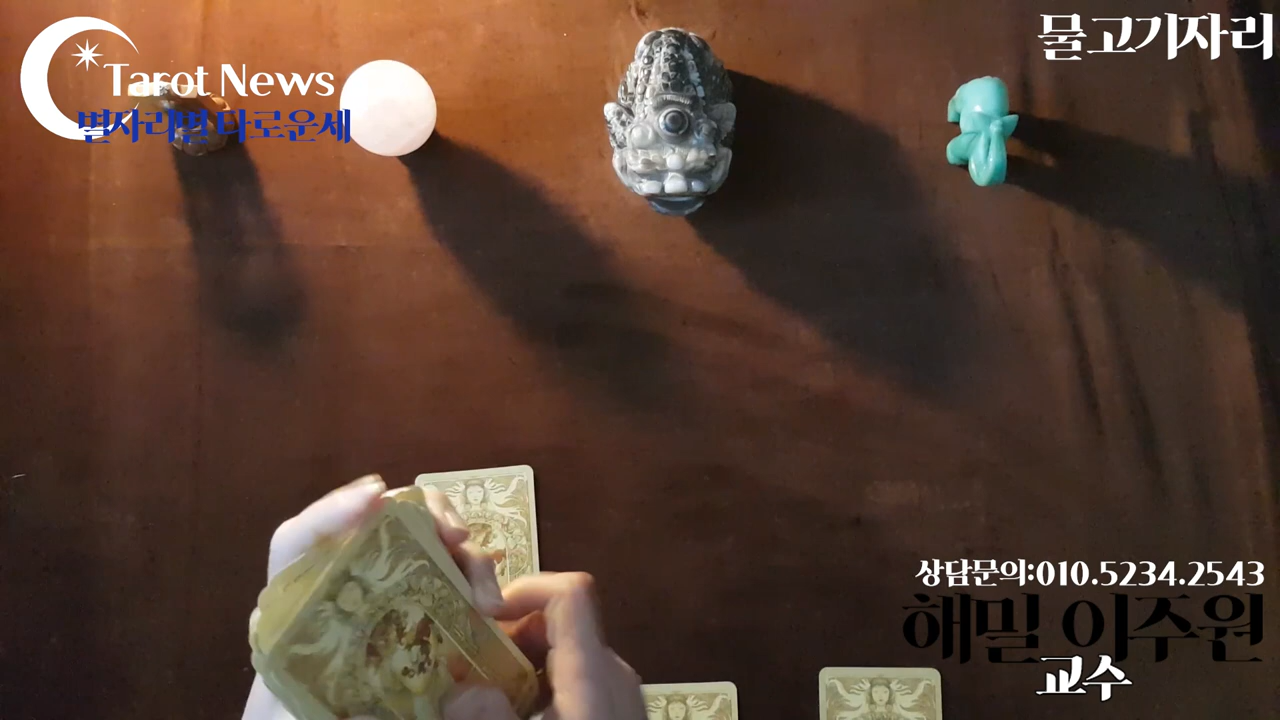 Tarot News
별자리별 타로운세
물고기자리
상담문의:010.5234.2543
해밀 이주원
교수